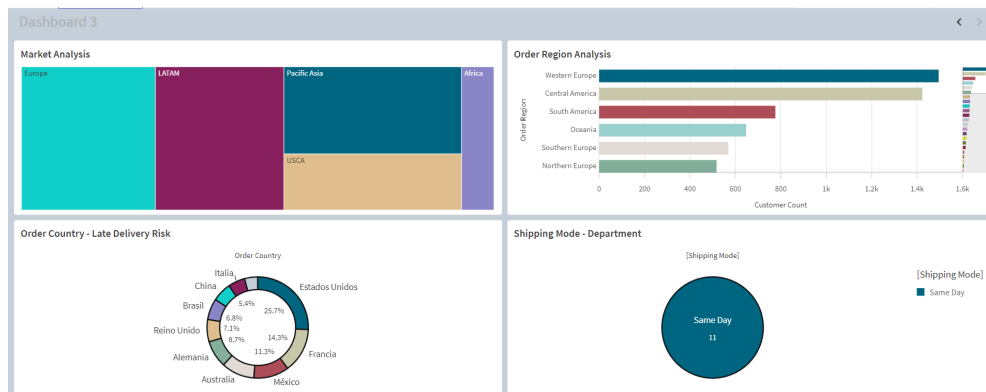 Dashboard 3
Market Analysis
Europe
LATAM
Pacific Asia
USCA
Africa
Order Region Analysis
Order Region
Western Europe
Central America
South America
Oceania
Southern Europe
Northern Europe
0 200 400 600 800 1k 1.2k 1.4k 1.6k
Customer Count
Order Country - Late Delivery Risk
Order Country
Italia
China
Brasil
Reino Unido
Alemania
Australia
México
Francia
Estados Unidos
5.4%
6.8%
7.1%
8.7%
11.3%
14.3%
25.7%
Shipping Mode - Department
[Shipping Mode]
Same Day
11
[Shipping Mode]
Same Day